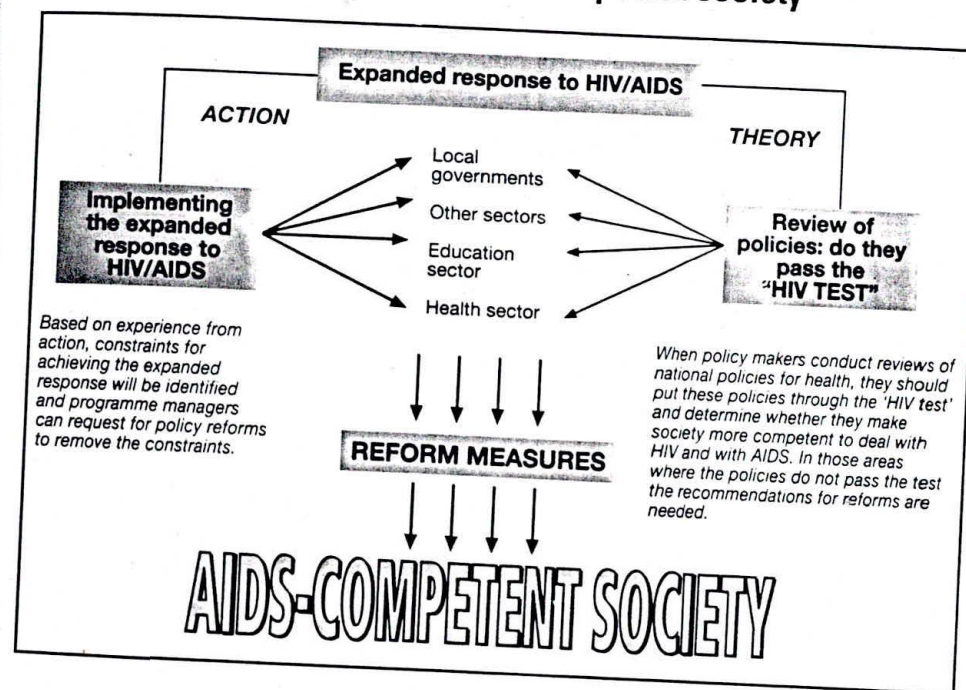 Society
Expanded response to HIV/AIDS
ACTION
THEORY
Implementing
the expanded
response to
HIV/AIDS
Local
governments
Other sectors
Education
sector
Health sector
Review of
policies: do they
pass the
"HIV TEST"
Based on experience from
action, constraints for
achieving the expanded
response will be identified
and programme managers
can request for policy reforms
to remove the constraints.
When policy makers conduct reviews of
national policies for health, they should
put these policies through the 'HIV test'
and determine whether they make
society more competent to deal with
HIV and with AIDS. In those areas
where the policies do not pass the test
the recommendations for reforms are
needed.
REFORM MEASURES
AIDS-COMPETENT SOCIETY